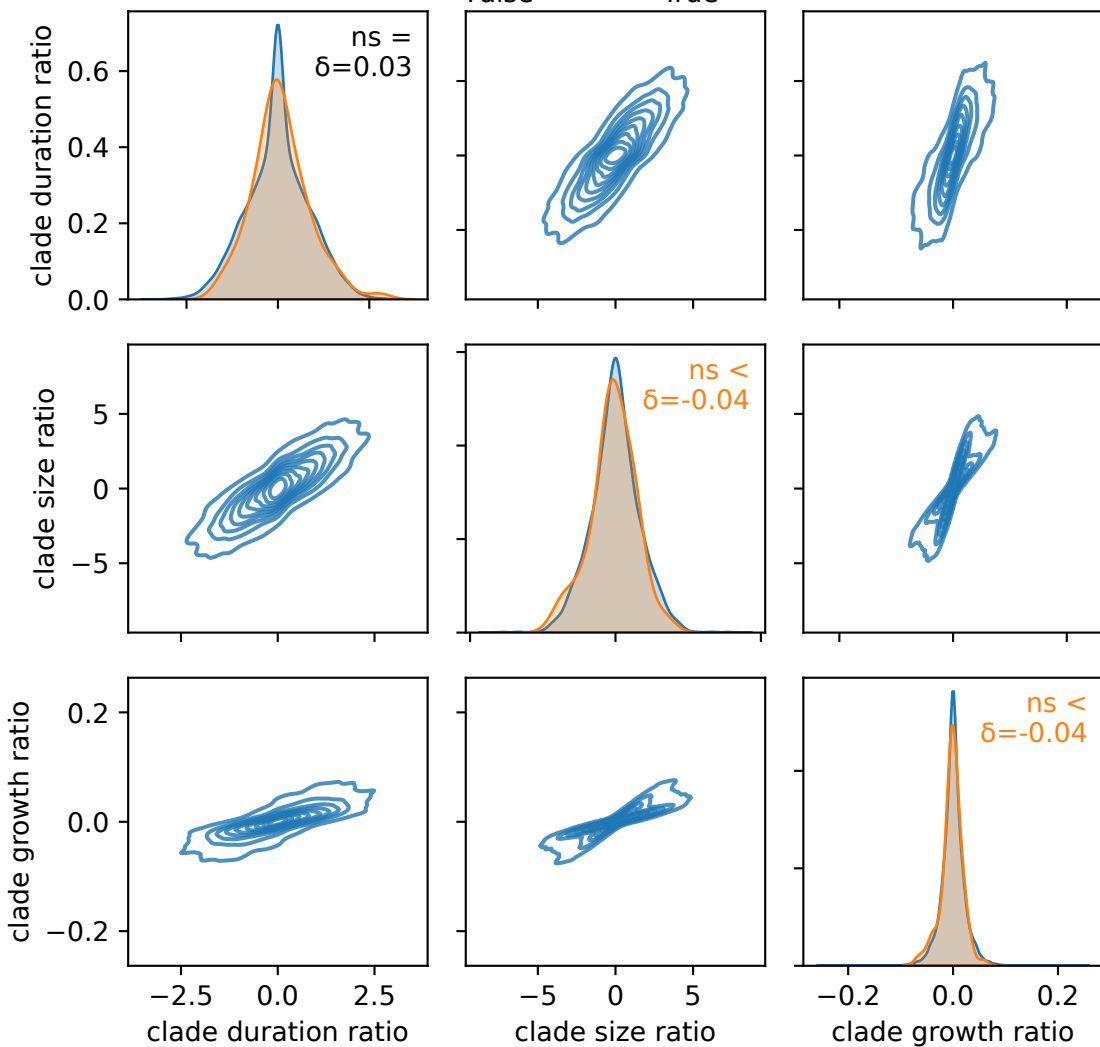 clade duration ratio
0.6
0.4
0.2
0.0
ns =
δ=0.03
clade size ratio
5
0
−5
ns <
δ=-0.04
clade growth ratio
0.2
0.0
−0.2
ns <
δ=-0.04
−2.5 0.0 2.5
−5 0 5
−0.2 0.0 0.2
clade duration ratio
clade size ratio
clade growth ratio